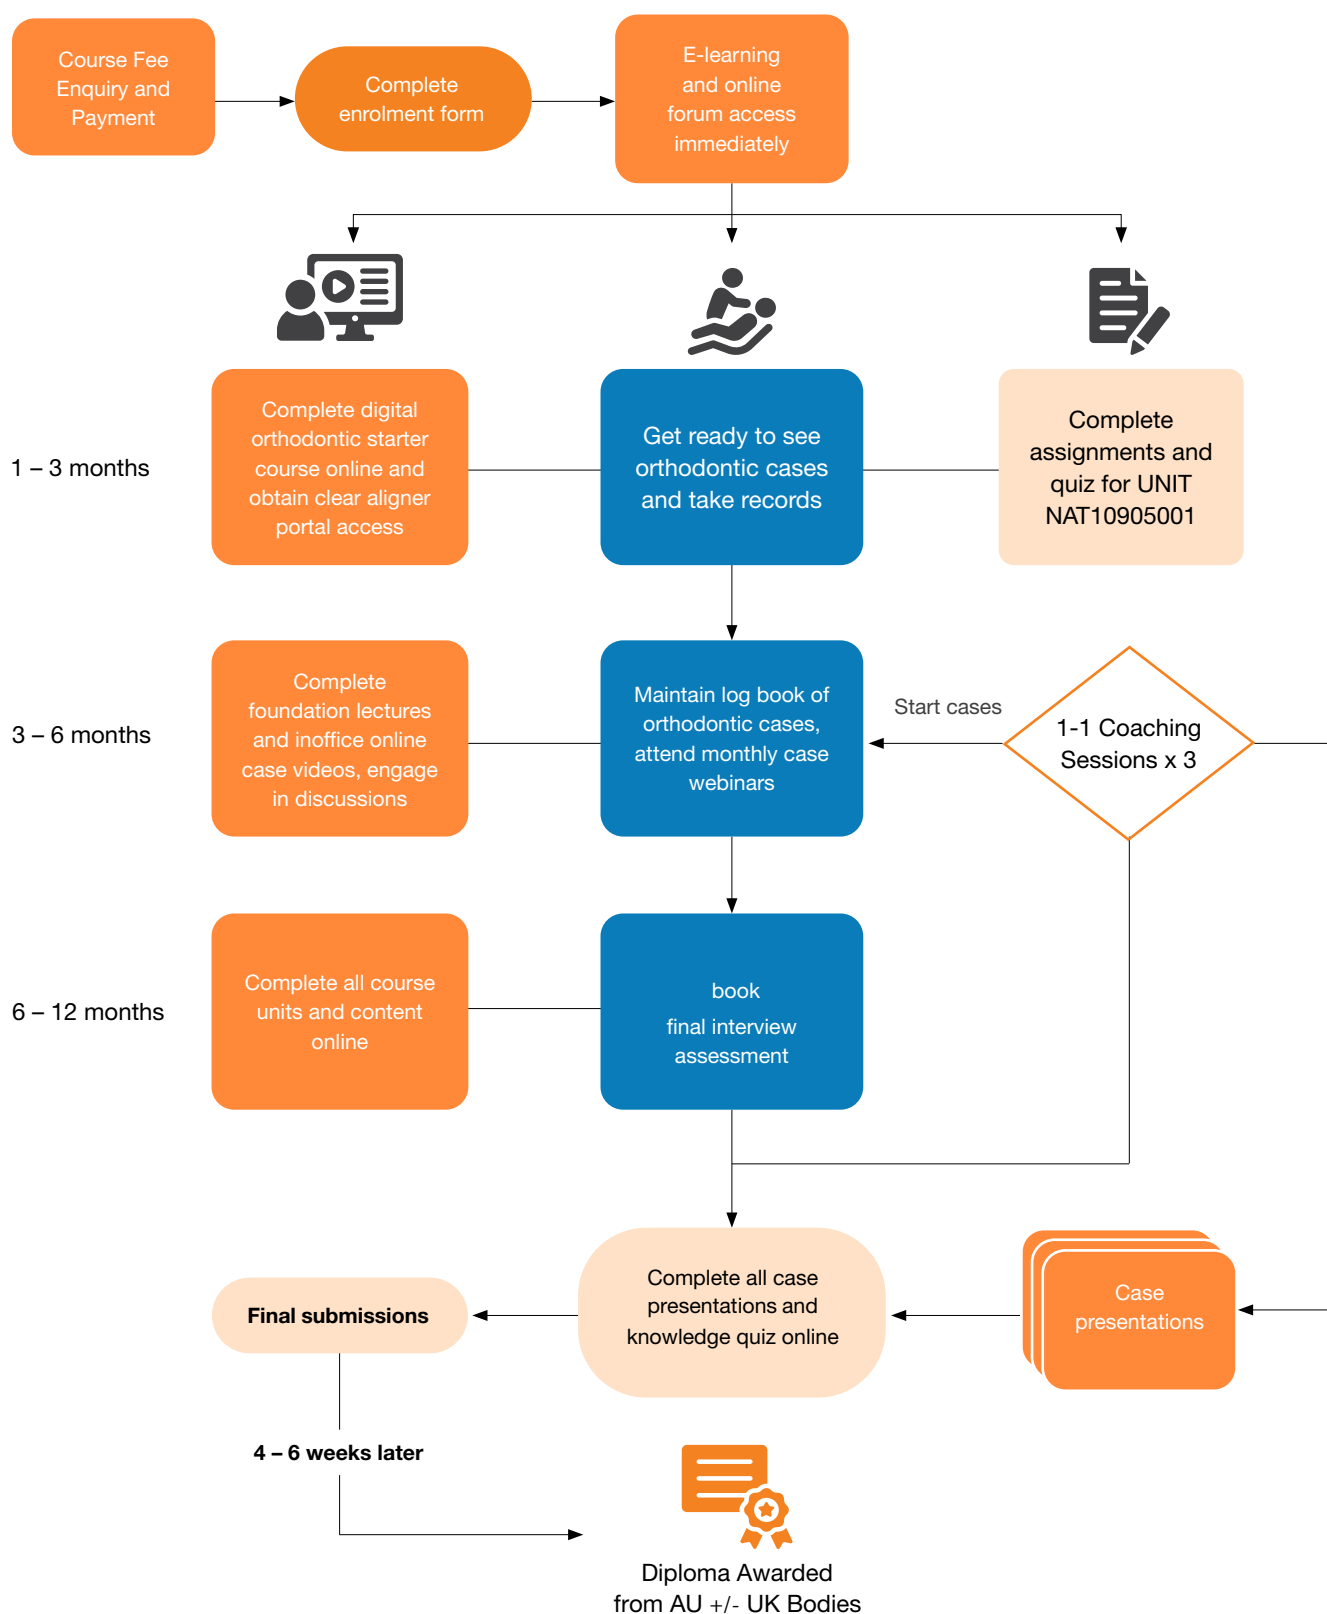 Course Fee
Enquiry and
Payment
Complete
enrolment form
E-learning
and online
forum access
immediately
1 – 3 months
Complete digital
orthodontic starter
course online and
obtain clear aligner
portal access
Get ready to see
orthodontic cases
and take records
Complete
assignments and
quiz for UNIT
NAT10905001
3 – 6 months
Complete
foundation lectures
and inoffice online
case videos, engage
in discussions
Maintain log book of
orthodontic cases,
attend monthly case
webinars
Start cases
1-1 Coaching
Sessions x 3
6 – 12 months
Complete all course
units and content
online
book
final interview
assessment
Final submissions
Complete all case
presentations and
knowledge quiz online
Case
presentations
4 – 6 weeks later
Diploma Awarded
from AU +/- UK Bodies